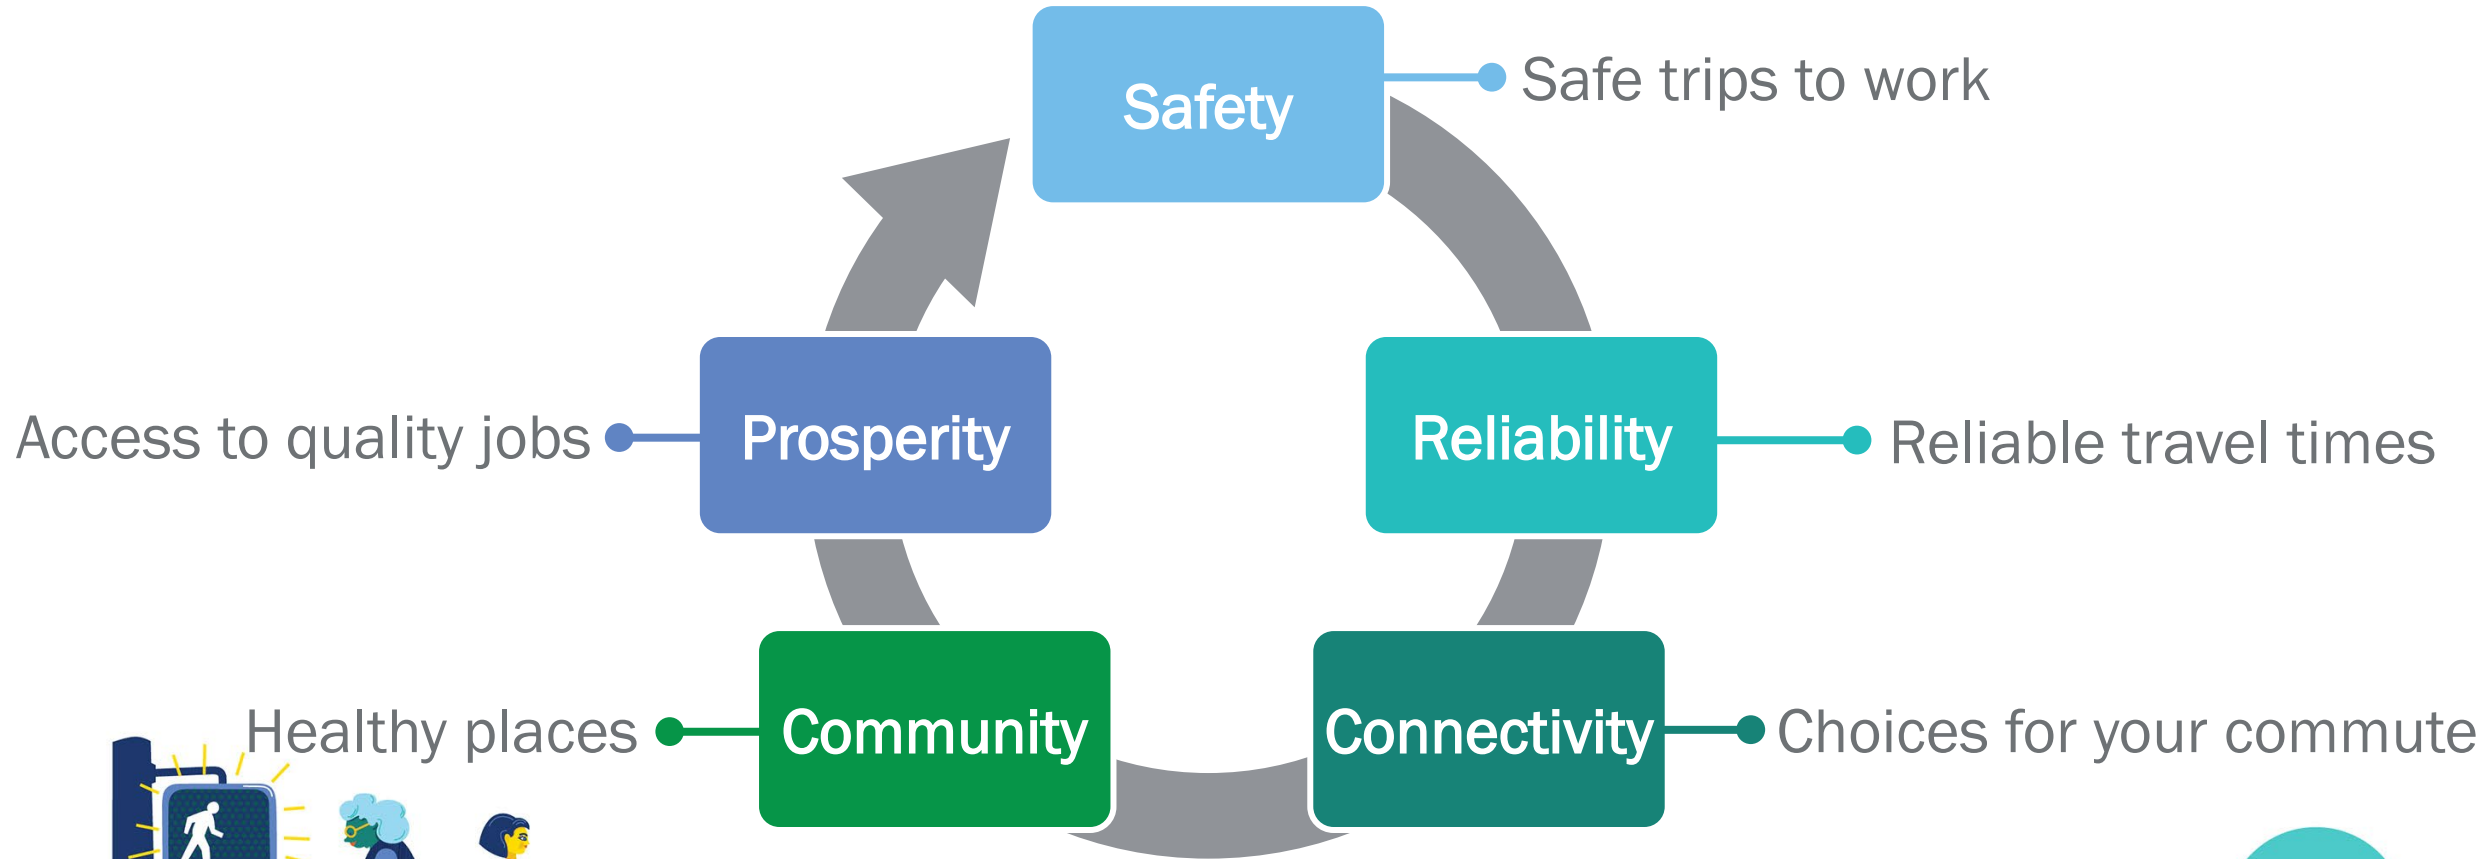 Safety
Safe trips to work
Reliability
Reliable travel times
Connectivity
Choices for your commute
Community
Healthy places
Prosperity
Access to quality jobs